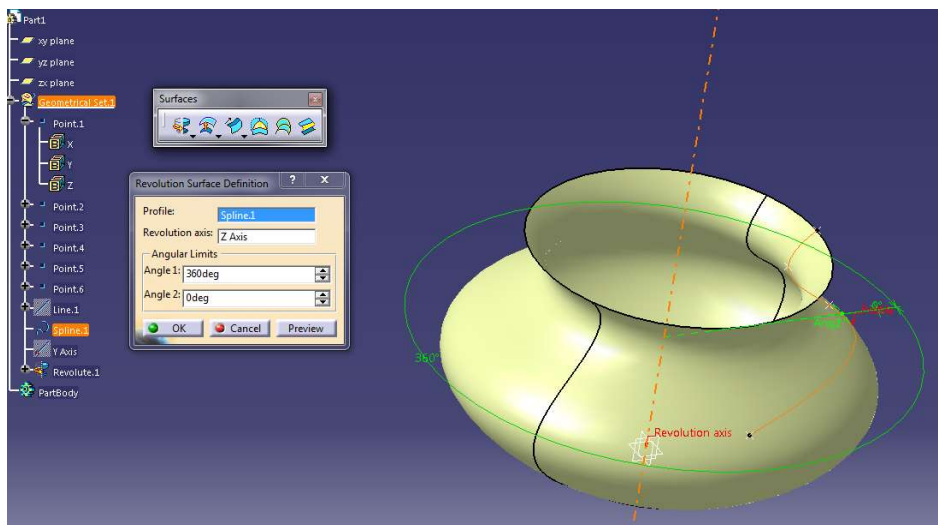 Part1
xy plane
yz plane
zx plane
Geometrical Set.1
Point.1
X
Y
Z
Point.2
Point.3
Point.4
Point.5
Point.6
Line.1
Spline.1
Y Axis
Revolute.1
PartBody
Surfaces
Revolution Surface Definition ? X
Profile: Spline.1
Revolution axis: Z Axis
Angular Limits
Angle 1: 360deg
Angle 2: 0deg
OK Cancel Preview
360°
Revolution axis